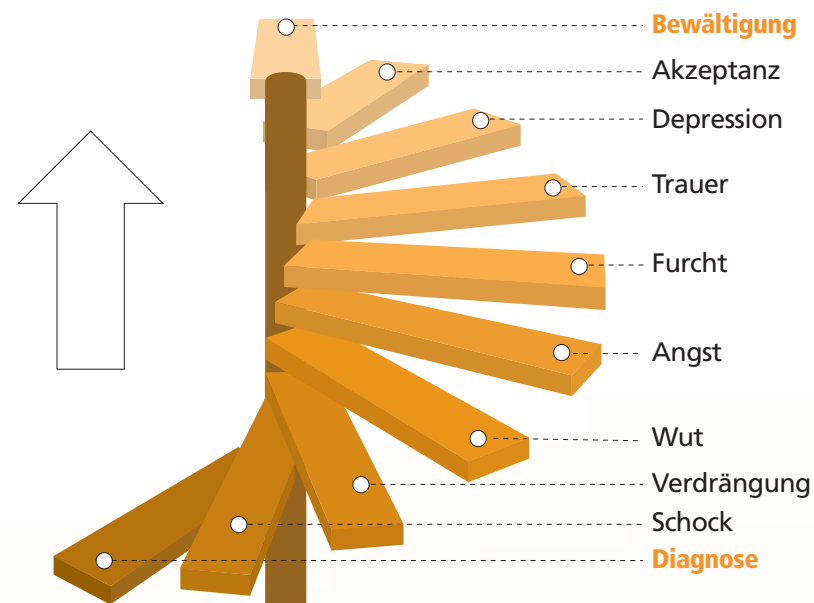 Bewältigung
Akzeptanz
Depression
Trauer
Furcht
Angst
Wut
Verdrängung
Schock
Diagnose